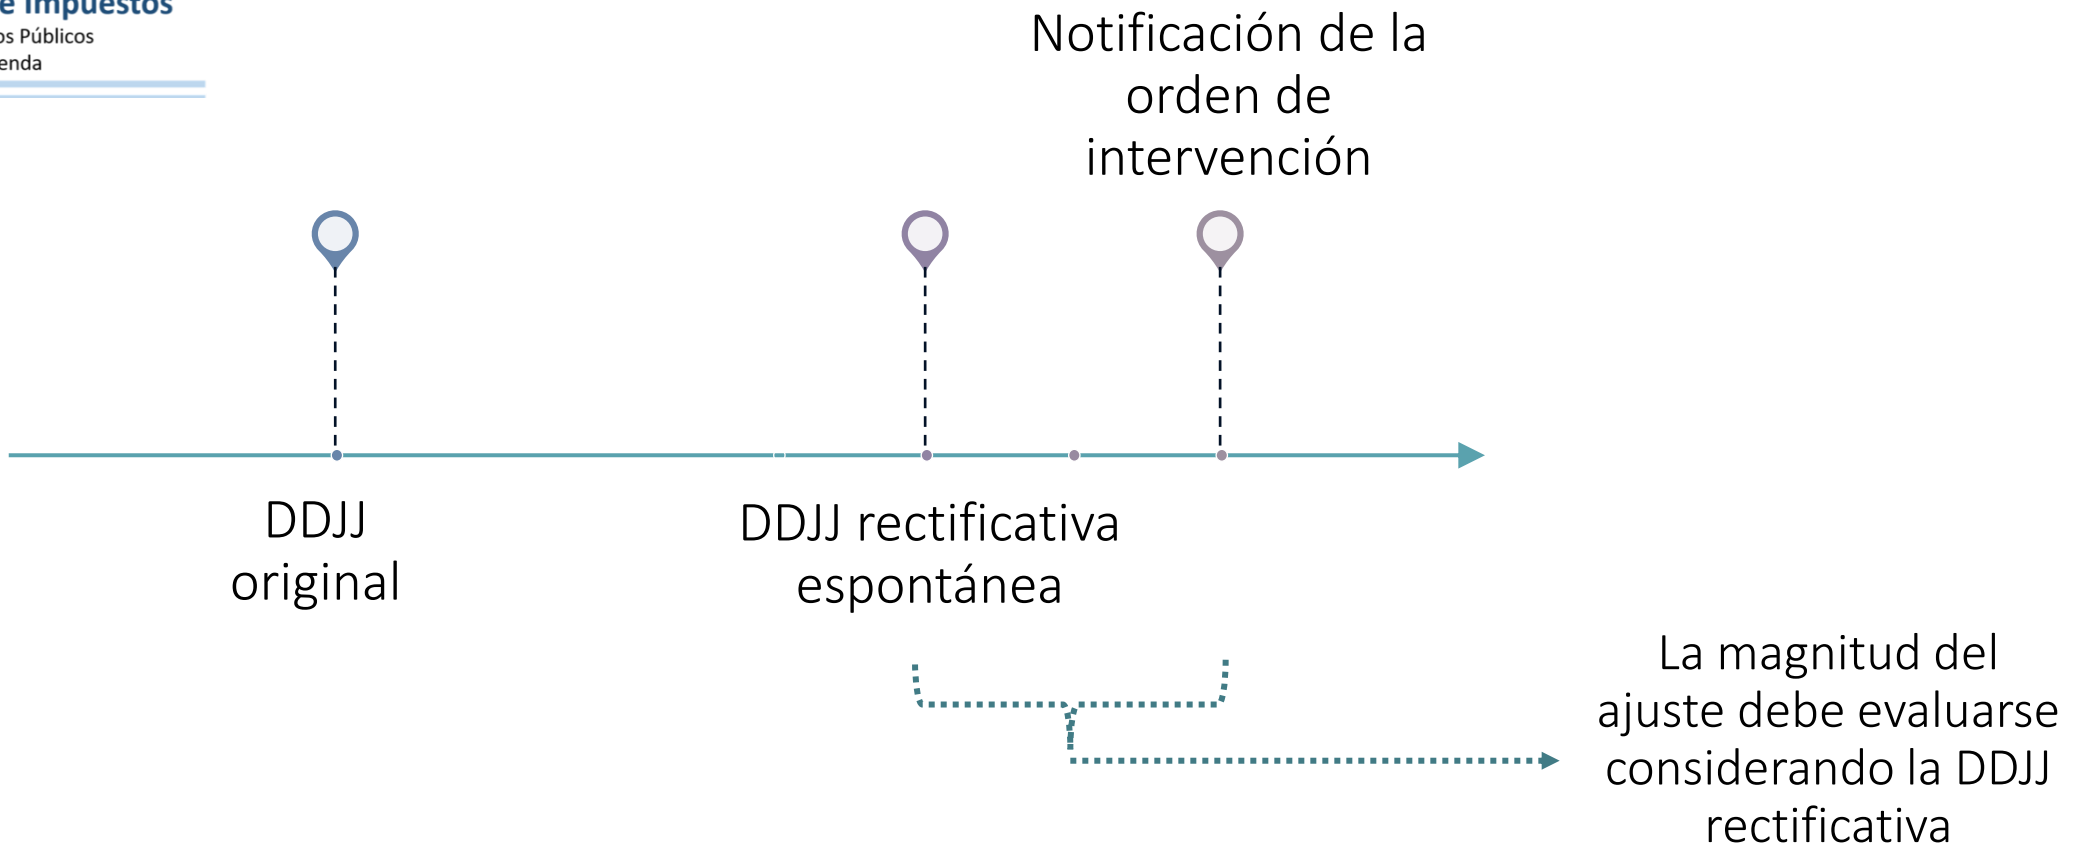 e Impuestos
os Públicos
enda
Notificación de la
orden de
intervención
DDJJ
original
DDJJ rectificativa
espontánea
La magnitud del
ajuste debe evaluarse
considerando la DDJJ
rectificativa